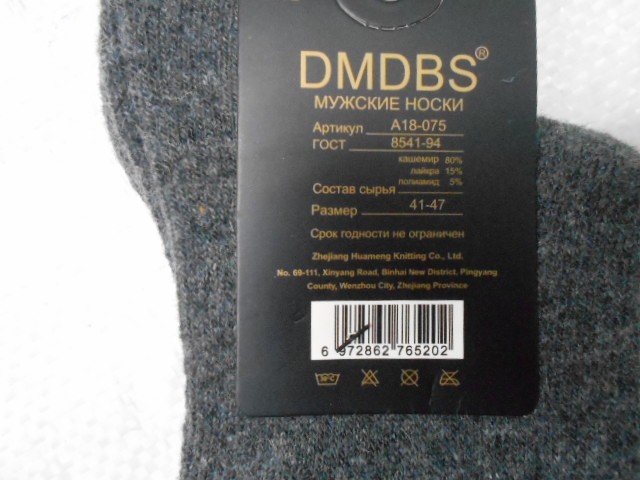 DMDBS®
МУЖСКИЕ НОСКИ
Артикул A18-075
ГОСТ 8541-94
кашемир 80%
лайкра 15%
полиамид 5%
Состав сырья
Размер 41-47
Срок годности не ограничен
Zhejiang Huameng Knitting Co., Ltd.
No. 69-111, Xinyang Road, Binhai New District, Pingyang
County, Wenzhou City, Zhejiang Province
6 972862 765202